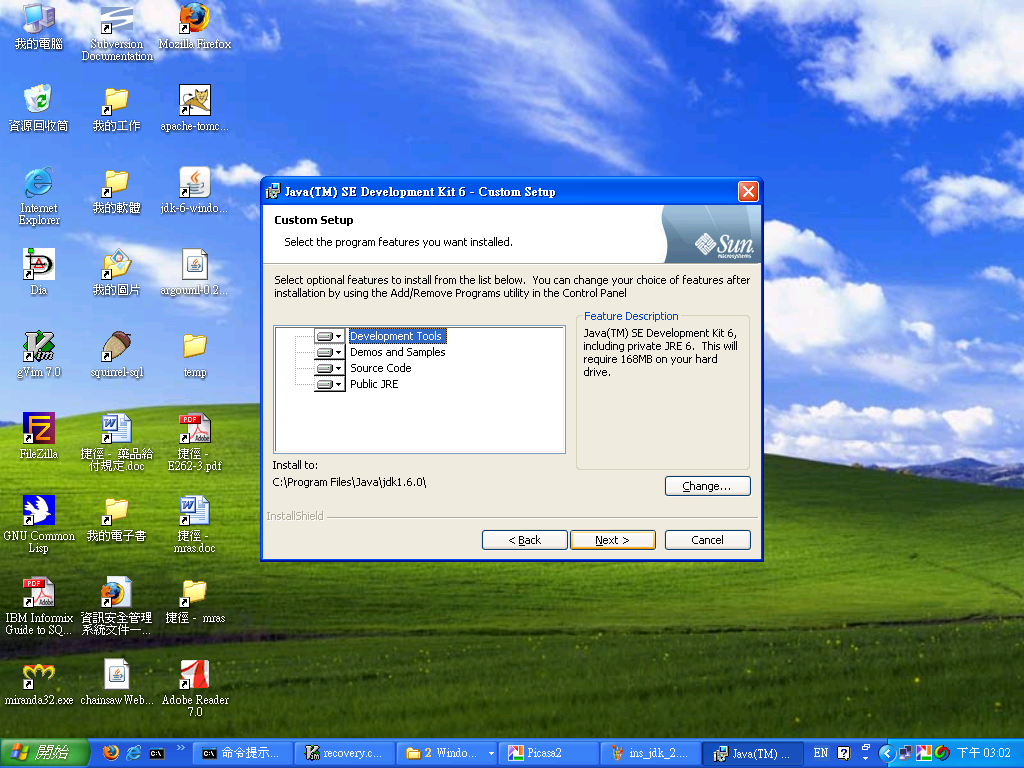 我的電腦
Subversion
Documentation
Mozilla Firefox
資源回收筒
我的工作
apache-tomc...
Internet
Explorer
我的軟體
jdk-6-windo...
Dia
我的圖片
argouml-0.2...
gVim 7.0
squirrel-sql
temp
FileZilla
捷徑 - 藥品給
付規定.doc
捷徑 -
E262-3.pdf
GNU Common
Lisp
我的電子書
捷徑 -
mras.doc
IBM Informix
Guide to SQ...
資訊安全管理
系統文件一...
捷徑 - mras
miranda32.exe
chainsaw Web...
Adobe Reader
7.0
Java(TM) SE Development Kit 6 - Custom Setup
Custom Setup
Select the program features you want installed.
Sun
microsystems
Select optional features to install from the list below. You can change your choice of features after
installation by using the Add/Remove Programs utility in the Control Panel
Development Tools
Demos and Samples
Source Code
Public JRE
Feature Description
Java(TM) SE Development Kit 6,
including private JRE 6. This will
require 168MB on your hard
drive.
Install to:
C:\Program Files\Java\jdk1.6.0\
Change...
InstallShield
< Back
Next >
Cancel
開始
命令提示...
recovery.c...
2 Windo...
Picasa2
ins_jdk_2...
Java(TM) ...
EN
下午 03:02